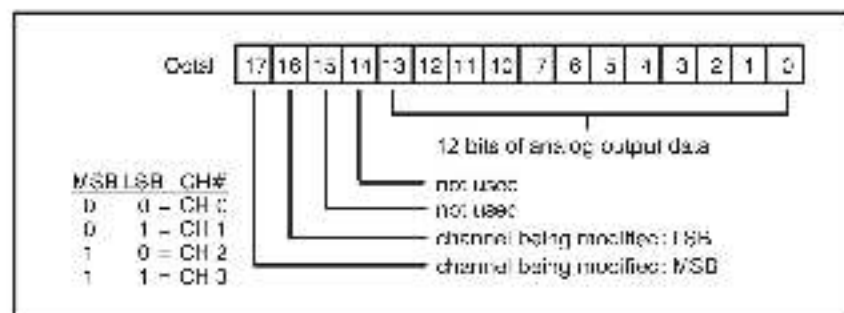 Octal 17 16 15 14 13 12 11 10 7 6 5 4 3 2 1 0
12 bits of analog output data
not used
not used
channel being modified: LSB
channel being modified: MSB
MSB LSB CH#
0 0 = CH 0
0 1 = CH 1
1 0 = CH 2
1 1 = CH 3